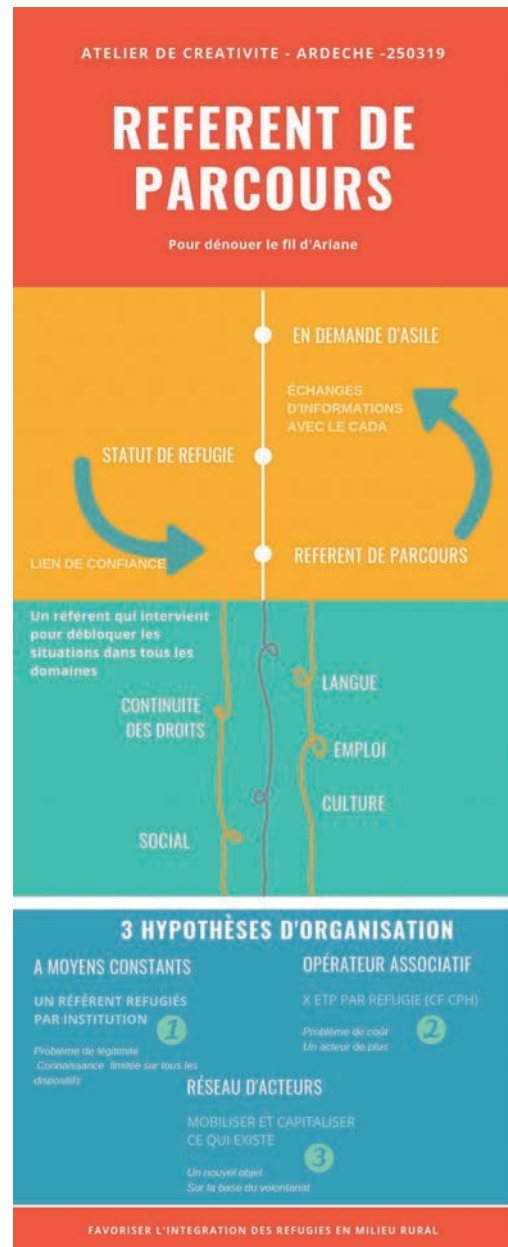 ATELIER DE CREATIVITE - ARDECHE -250319
REFERENT DE
PARCOURS
Pour dénouer le fil d'Ariane
EN DEMANDE D'ASILE
ÉCHANGES
D'INFORMATIONS
AVEC LE CADA
STATUT DE REFUGIE
LIEN DE CONFIANCE
REFERENT DE PARCOURS
Un référent qui intervient
pour débloquer les
situations dans tous les
domaines
LANGUE
CONTINUITE
DES DROITS
EMPLOI
CULTURE
SOCIAL
3 HYPOTHÈSES D'ORGANISATION
A MOYENS CONSTANTS
UN RÉFÉRENT REFUGIÉS
PAR INSTITUTION
1
Problème de légitimité
Connaissance limitée sur tous les
dispositifs
OPÉRATEUR ASSOCIATIF
X ETP PAR REFUGIE (CF CPH)
2
Problème de coût
Un acteur de plus
RÉSEAU D'ACTEURS
MOBILISER ET CAPITALISER
CE QUI EXISTE
3
Un nouvel objet
Sur la base du volontariat
FAVORISER L'INTEGRATION DES REFUGIES EN MILIEU RURAL